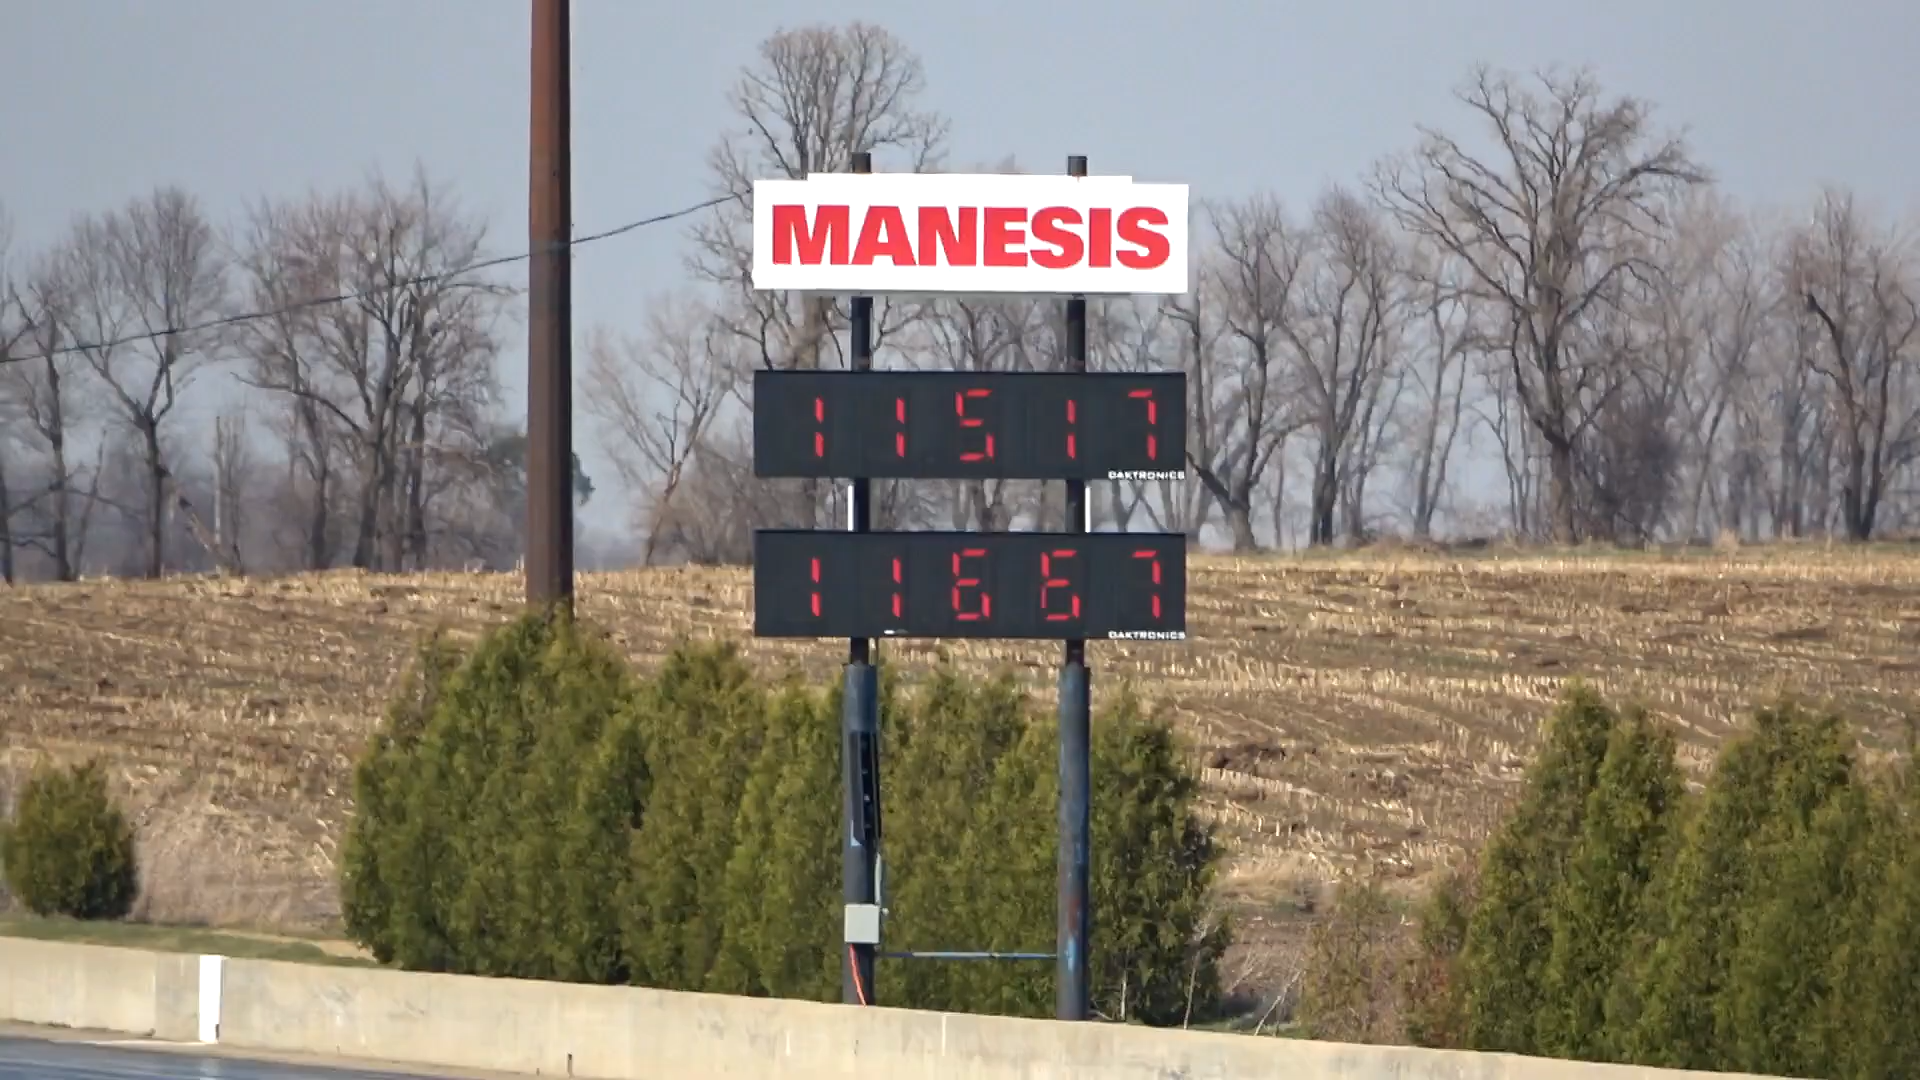 MANESIS
11517
DAKTRONICS
11667
DAKTRONICS